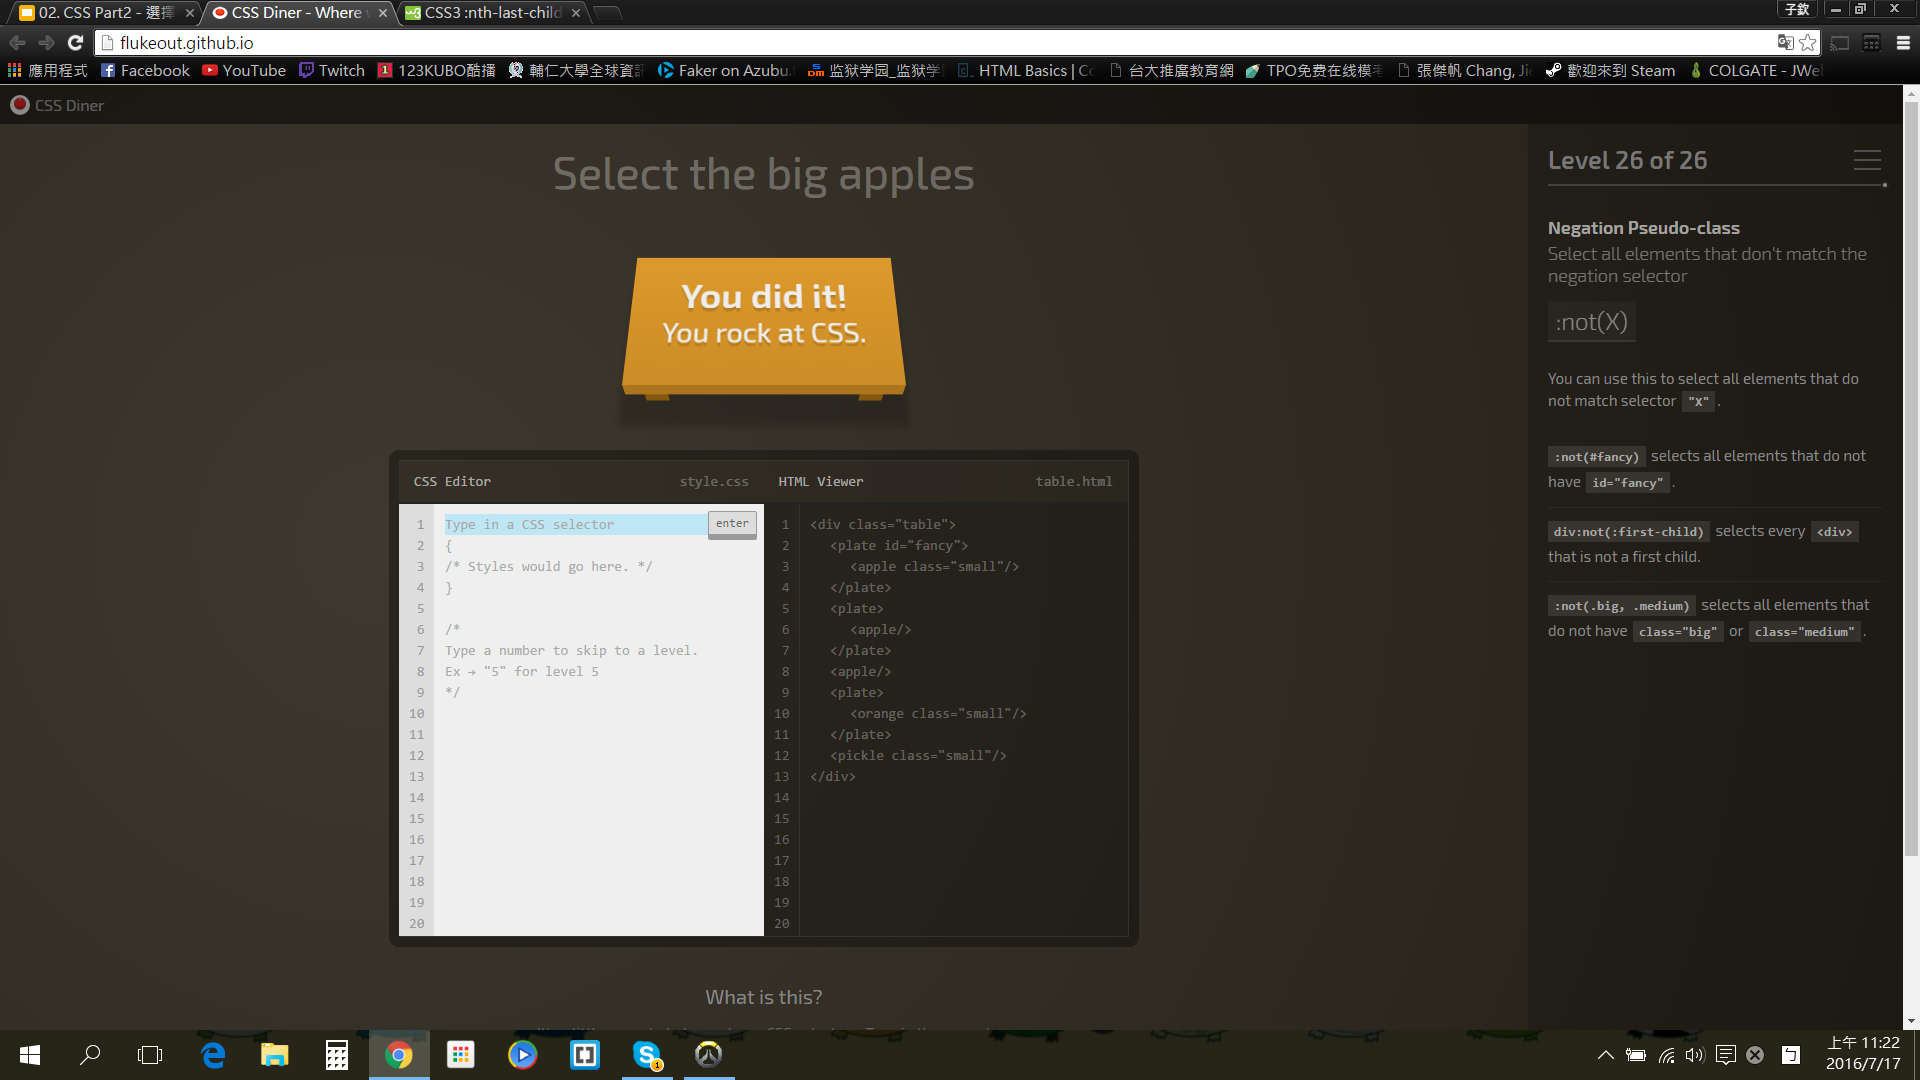 02. CSS Part2 - 選擇
CSS Diner - Where
CSS3 :nth-last-child
子欽
flukeout.github.io
應用程式
Facebook
YouTube
Twitch
123KUBO酷播
輔仁大學全球資訊
Faker on Azubu.
监狱学园_监狱学
HTML Basics | Co
台大推廣教育網
TPO免费在线模考
張傑帆 Chang, Jie
歡迎來到 Steam
COLGATE - JWel
CSS Diner
Select the big apples
You did it!
You rock at CSS.
CSS Editor
style.css
HTML Viewer
table.html
1 Type in a CSS selector
enter
2 {
3 /* Styles would go here. */
4 }
5
6 /*
7 Type a number to skip to a level.
8 Ex → "5" for level 5
9 */
10
11
12
13
14
15
16
17
18
19
20
1 <div class="table">
2 <plate id="fancy">
3 <apple class="small"/>
4 </plate>
5 <plate>
6 <apple/>
7 </plate>
8 <apple/>
9 <plate>
10 <orange class="small"/>
11 </plate>
12 <pickle class="small"/>
13 </div>
14
15
16
17
18
19
20
What is this?
Level 26 of 26
Negation Pseudo-class
Select all elements that don't match the
negation selector
:not(X)
You can use this to select all elements that do
not match selector "X" .
:not(#fancy) selects all elements that do not
have id="fancy" .
div:not(:first-child) selects every <div>
that is not a first child.
:not(.big, .medium) selects all elements that
do not have class="big" or class="medium" .
1
ㄅ
上午 11:22
2016/7/17